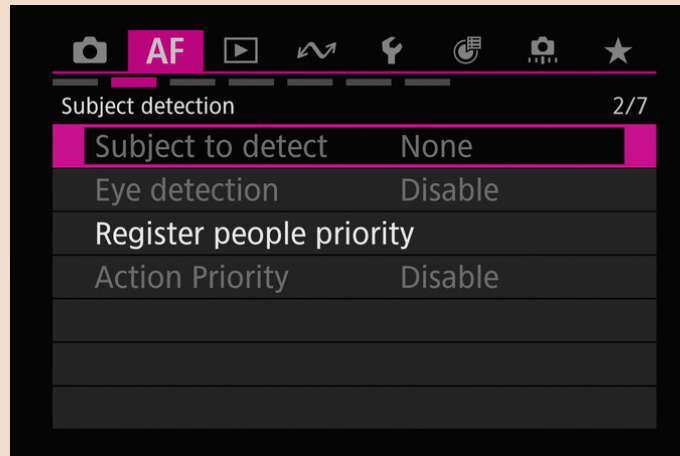 AF
Subject detection 2/7
Subject to detect None
Eye detection Disable
Register people priority
Action Priority Disable